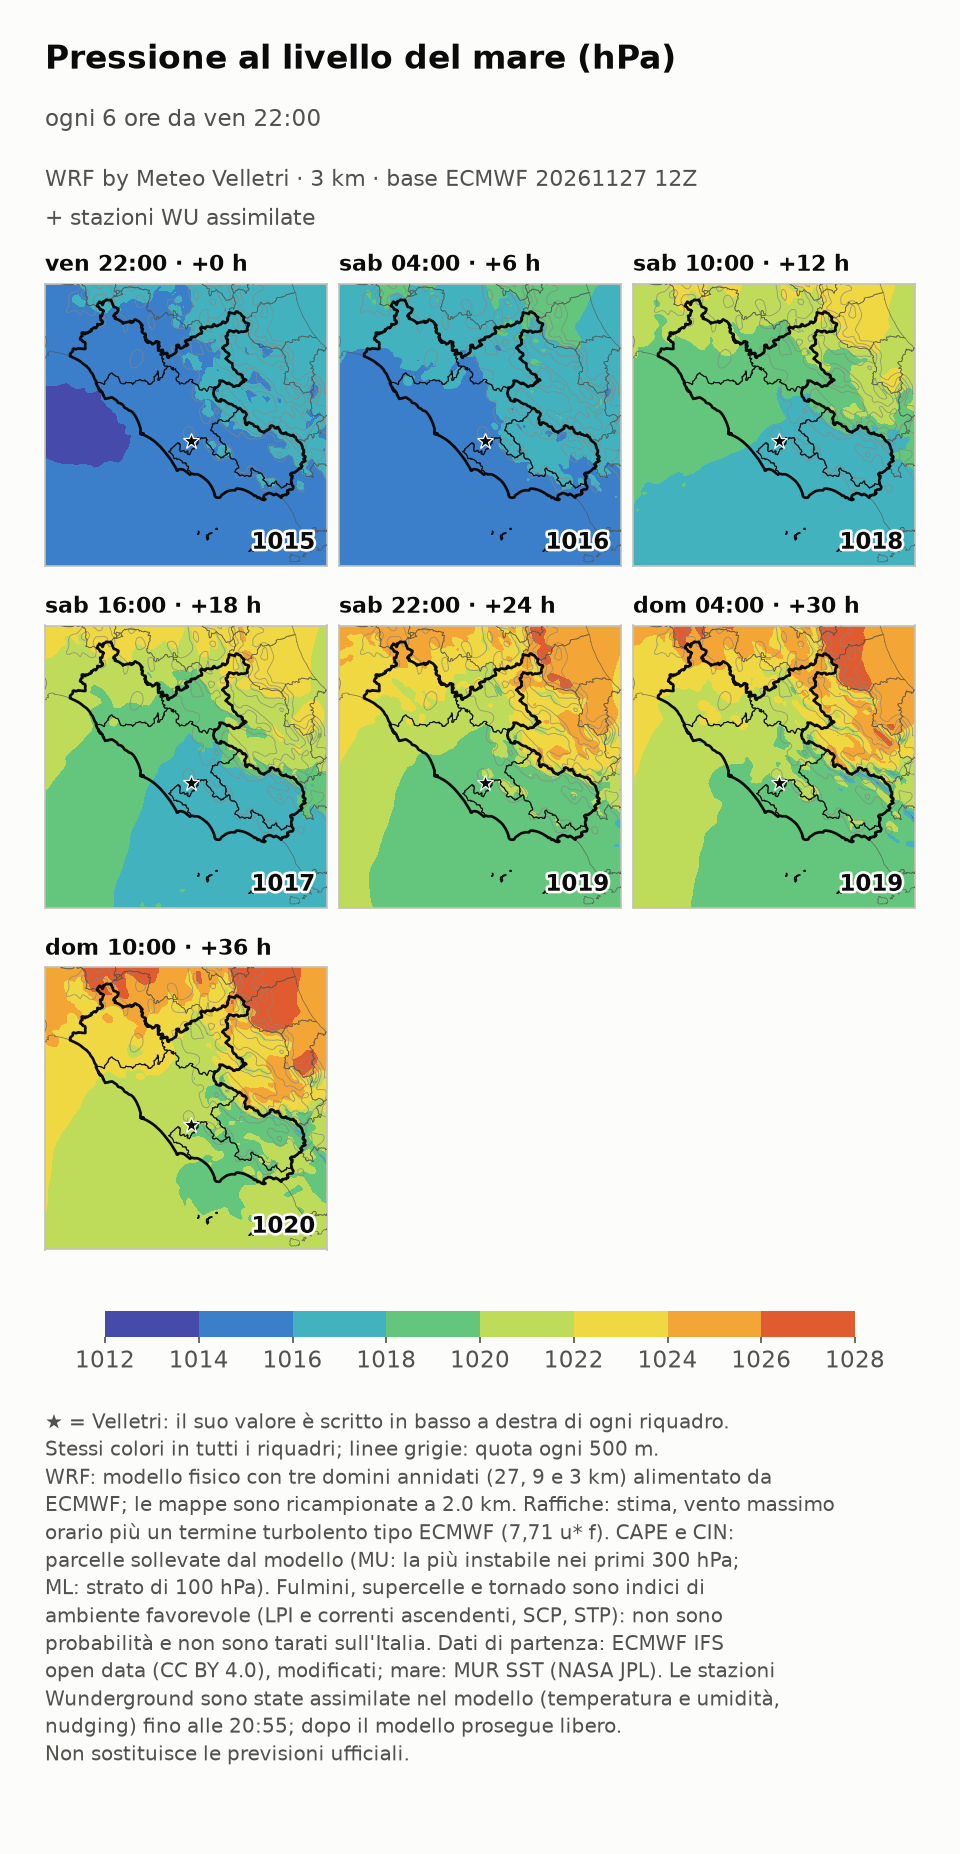 Pressione al livello del mare (hPa)
ogni 6 ore da ven 22:00
WRF by Meteo Velletri · 3 km · base ECMWF 20261127 12Z
+ stazioni WU assimilate
ven 22:00 · +0 h
sab 04:00 · +6 h
sab 10:00 · +12 h
1015
1016
1018
sab 16:00 · +18 h
sab 22:00 · +24 h
dom 04:00 · +30 h
1017
1019
1019
dom 10:00 · +36 h
1020
1012 1014 1016 1018 1020 1022 1024 1026 1028
★ = Velletri: il suo valore è scritto in basso a destra di ogni riquadro.
Stessi colori in tutti i riquadri; linee grigie: quota ogni 500 m.
WRF: modello fisico con tre domini annidati (27, 9 e 3 km) alimentato da
ECMWF; le mappe sono ricampionate a 2.0 km. Raffiche: stima, vento massimo
orario più un termine turbolento tipo ECMWF (7,71 u* f). CAPE e CIN:
parcelle sollevate dal modello (MU: la più instabile nei primi 300 hPa;
ML: strato di 100 hPa). Fulmini, supercelle e tornado sono indici di
ambiente favorevole (LPI e correnti ascendenti, SCP, STP): non sono
probabilità e non sono tarati sull'Italia. Dati di partenza: ECMWF IFS
open data (CC BY 4.0), modificati; mare: MUR SST (NASA JPL). Le stazioni
Wunderground sono state assimilate nel modello (temperatura e umidità,
nudging) fino alle 20:55; dopo il modello prosegue libero.
Non sostituisce le previsioni ufficiali.